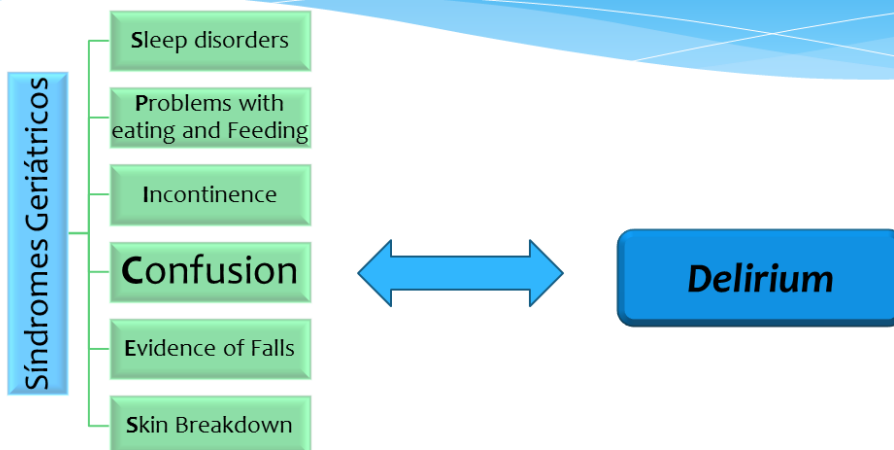 Síndromes Geriátricos
Sleep disorders
Problems with
eating and Feeding
Incontinence
Confusion
Evidence of Falls
Skin Breakdown
Delirium